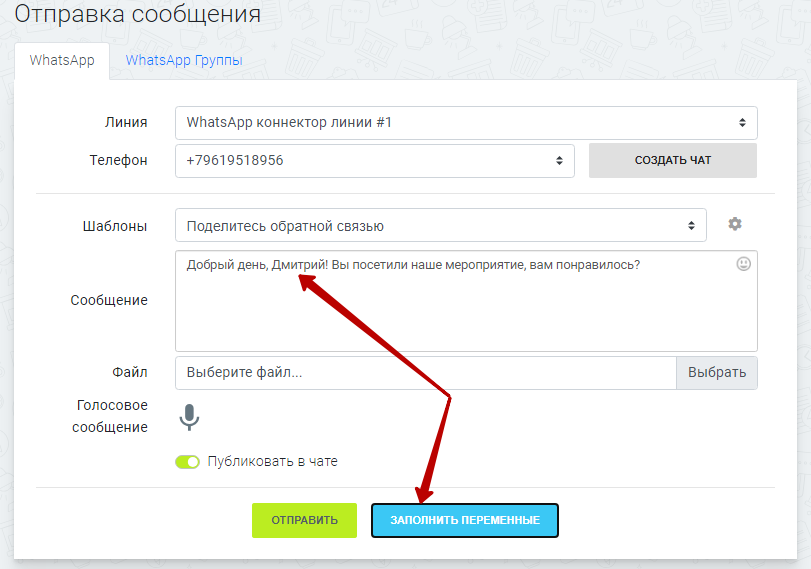 Отправка сообщения
WhatsApp WhatsApp Группы
Линия WhatsApp коннектор линии #1
Телефон +79619518956 СОЗДАТЬ ЧАТ
Шаблоны Поделитесь обратной связью
Добрый день, Дмитрий! Вы посетили наше мероприятие, вам понравилось?
Сообщение
Файл Выберите файл... Выбрать
Голосовое
сообщение
Публиковать в чате
ОТПРАВИТЬ ЗАПОЛНИТЬ ПЕРЕМЕННЫЕ